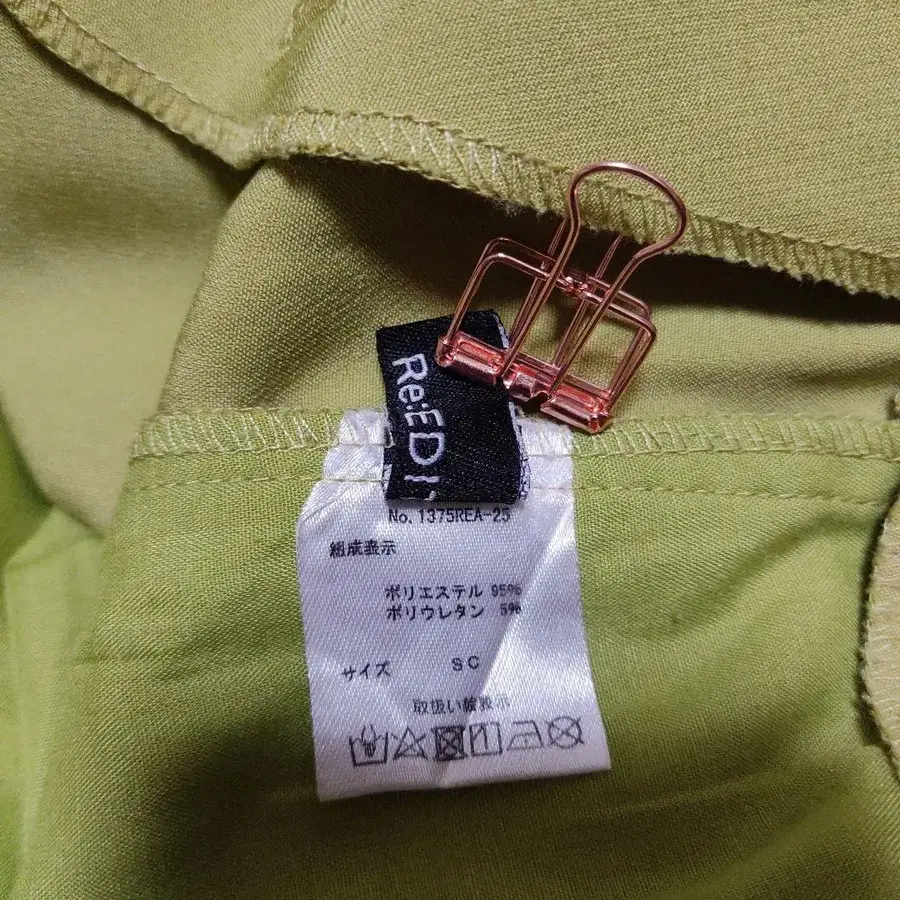 Re:EDI
No. 1375REA-25
組成表示
ポリエステル 95%
ポリウレタン 5%
サイズ SC
取扱い絵表示